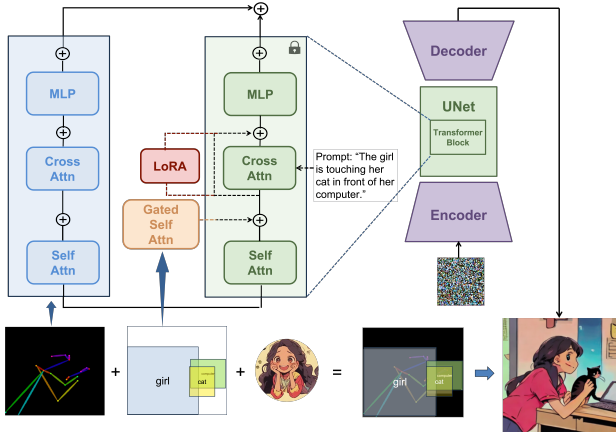 Decoder
MLP
MLP
UNet
Transformer
Block
Cross
Attn
LoRA
Cross
Attn
Prompt: “The girl
is touching her
cat in front of her
computer.”
Gated
Self
Attn
Encoder
Self
Attn
Self
Attn
girl
cat
girl
cat